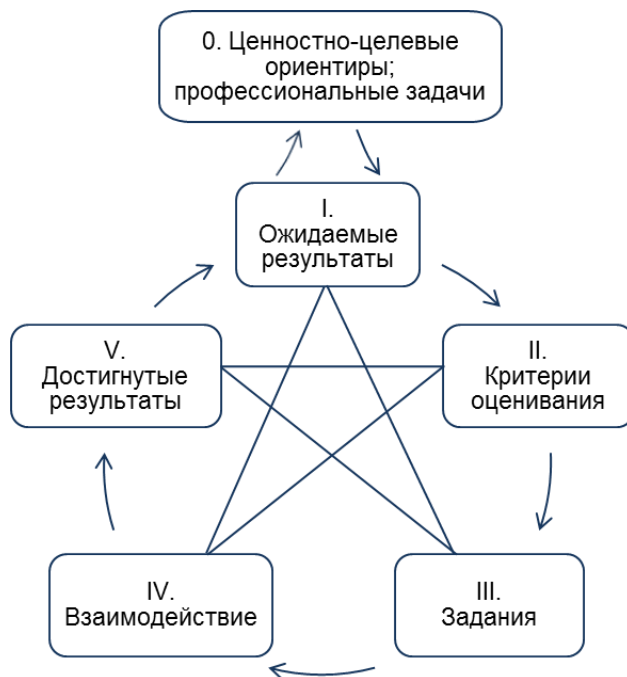 0. Ценностно-целевые
ориентиры;
профессиональные задачи
I.
Ожидаемые
результаты
V.
Достигнутые
результаты
II.
Критерии
оценивания
IV.
Взаимодействие
III.
Задания